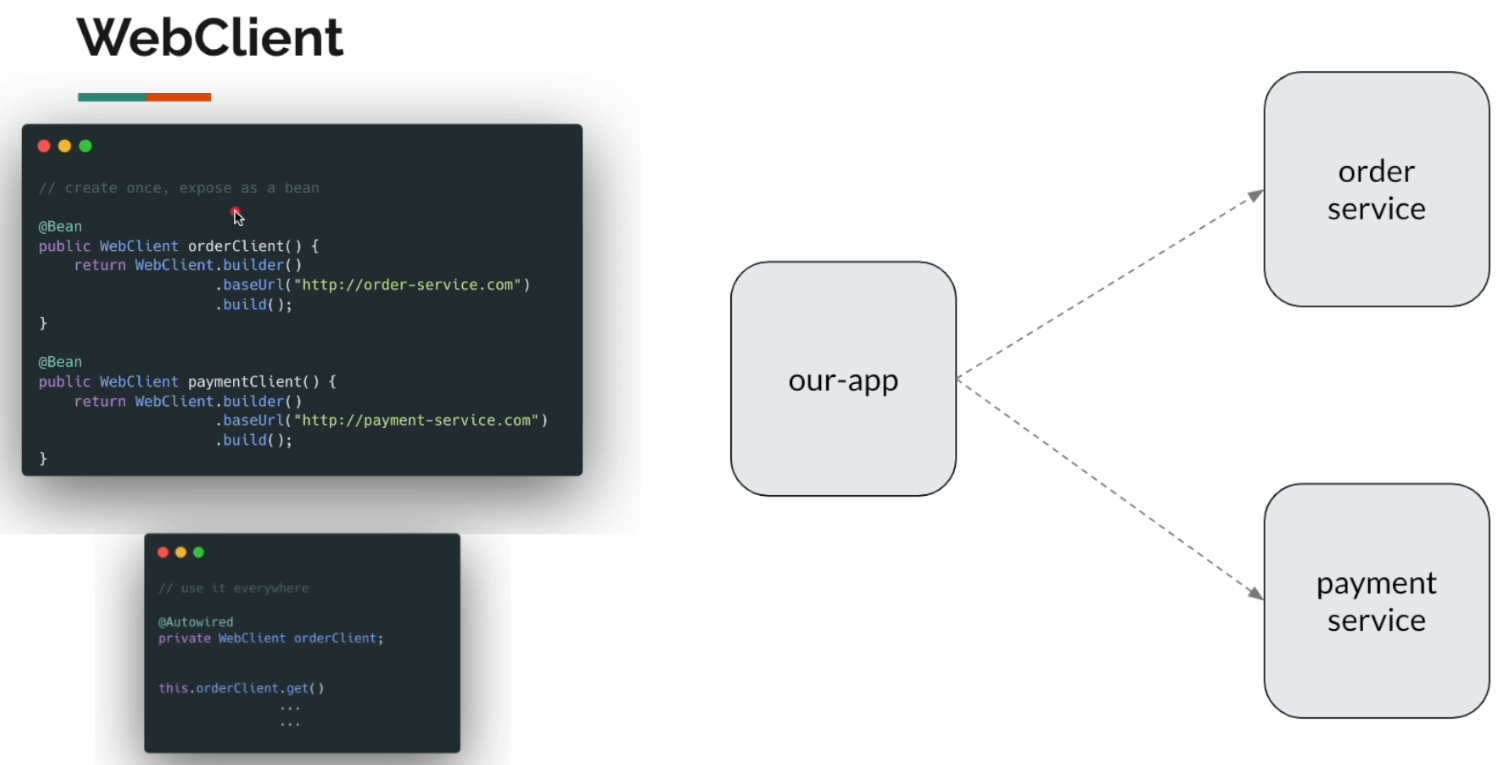 WebClient
// create once, expose as a bean
@Bean
public WebClient orderClient() {
    return WebClient.builder()
                    .baseUrl("http://order-service.com")
                    .build();
}
@Bean
public WebClient paymentClient() {
    return WebClient.builder()
                    .baseUrl("http://payment-service.com")
                    .build();
}
// use it everywhere
@Autowired
private WebClient orderClient;
this.orderClient.get()
                ...
                ...
our-app
order
service
payment
service